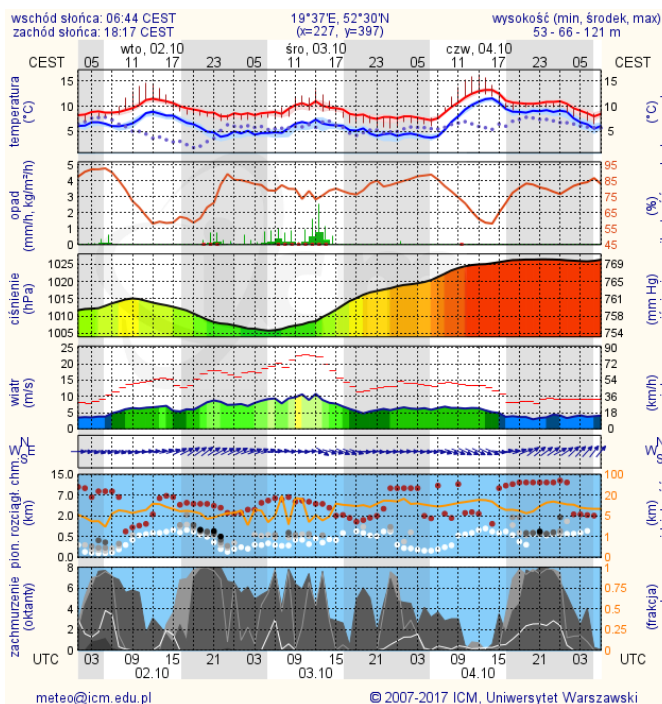 wschód słońca: 06:44 CEST 19°37'E, 52°30'N wysokość (min, środek, max)
zachód słońca: 18:17 CEST (x=227, y=397) 53 - 66 - 121 m
wto, 02.10 śro, 03.10 czw, 04.10
CEST 05 11 17 23 05 11 17 23 05 11 17 23 05 CEST
temperatura (°C) 15 10 5 15 10 5 (°C)
opad (mm/h, kg/m²/h) 5 4 3 2 1 0 95 85 75 65 55 45 (%)
ciśnienie (hPa) 1025 1020 1015 1010 1005 769 765 761 758 754 (mm Hg)
wiatr (m/s) 25 20 15 10 5 0 90 72 54 36 18 0 (km/h)
W N E S W N S
pion. rozciągł. chm. (km) 15.0 7.0 2.0 0.5 0.0 100 20 5 1 0 (km)
zachmurzenie (oktanty) 8 6 4 2 0 1 0.75 0.5 0.25 0 (frakcja)
UTC 03 09 15 21 03 09 15 21 03 09 15 21 03 UTC
02.10 03.10 04.10
meteo@icm.edu.pl © 2007-2017 ICM, Uniwersytet Warszawski